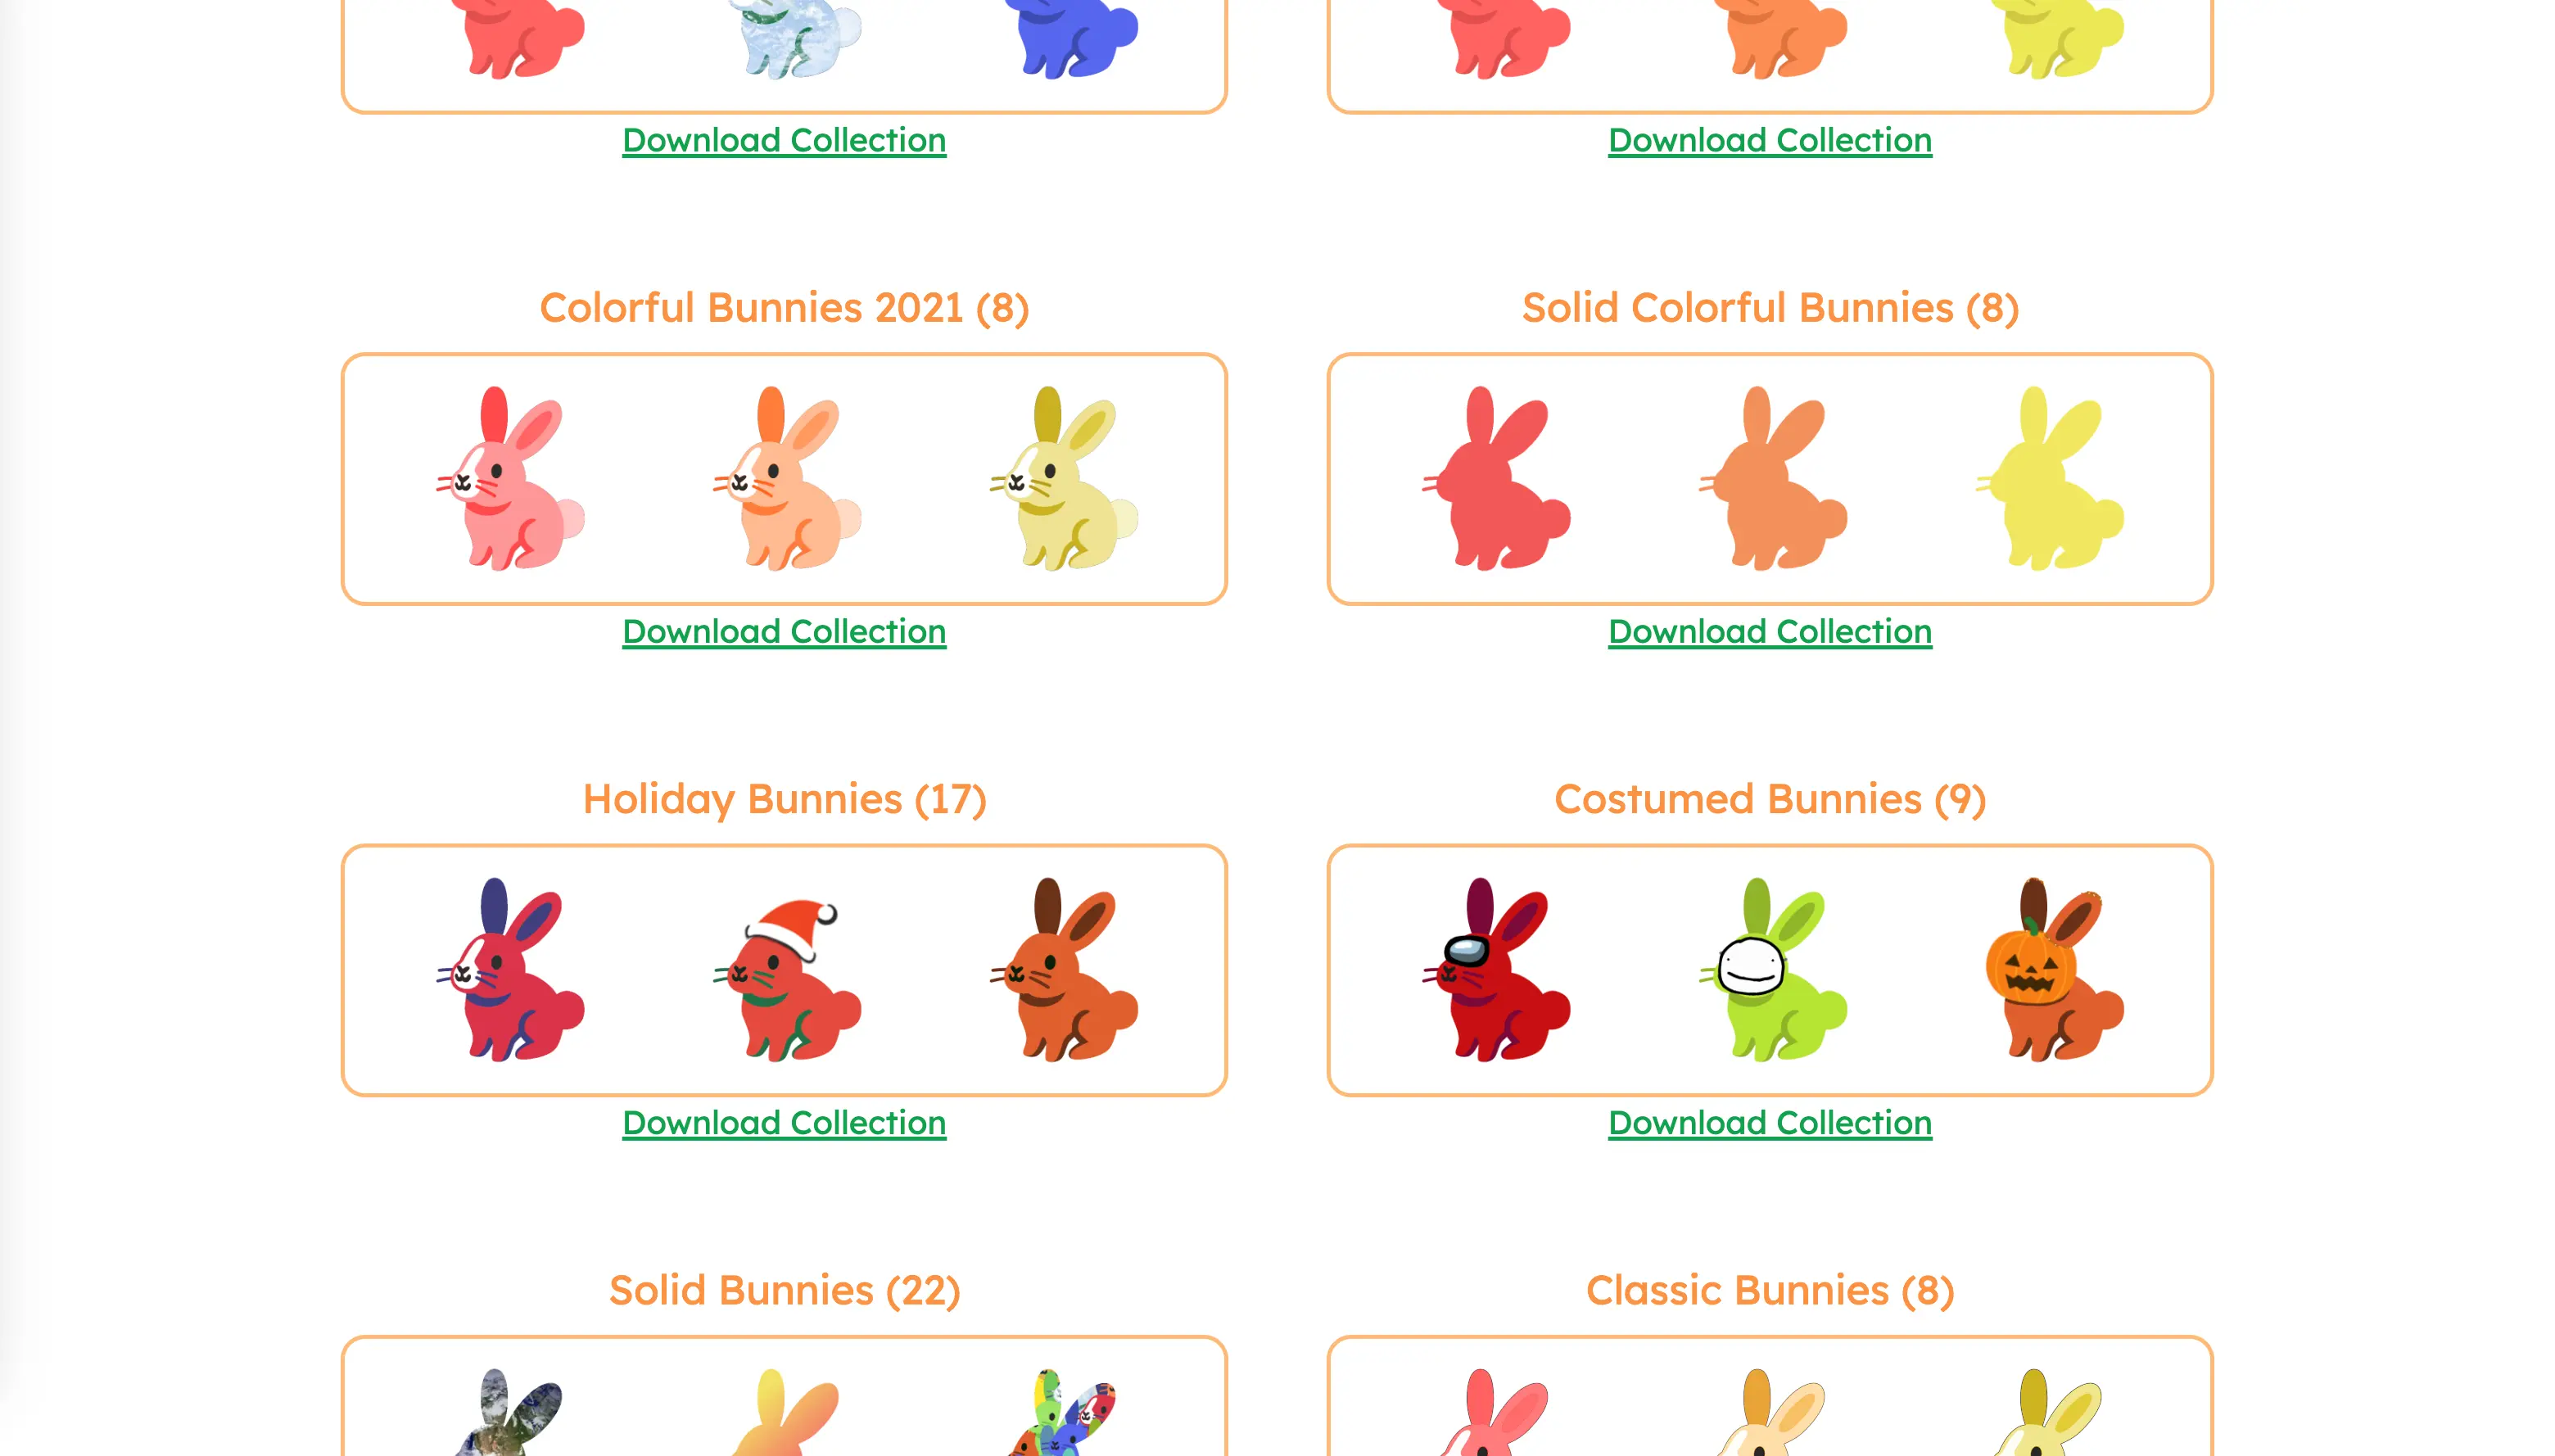 Download Collection
Download Collection
Colorful Bunnies 2021 (8)
Solid Colorful Bunnies (8)
Download Collection
Download Collection
Holiday Bunnies (17)
Costumed Bunnies (9)
Download Collection
Download Collection
Solid Bunnies (22)
Classic Bunnies (8)